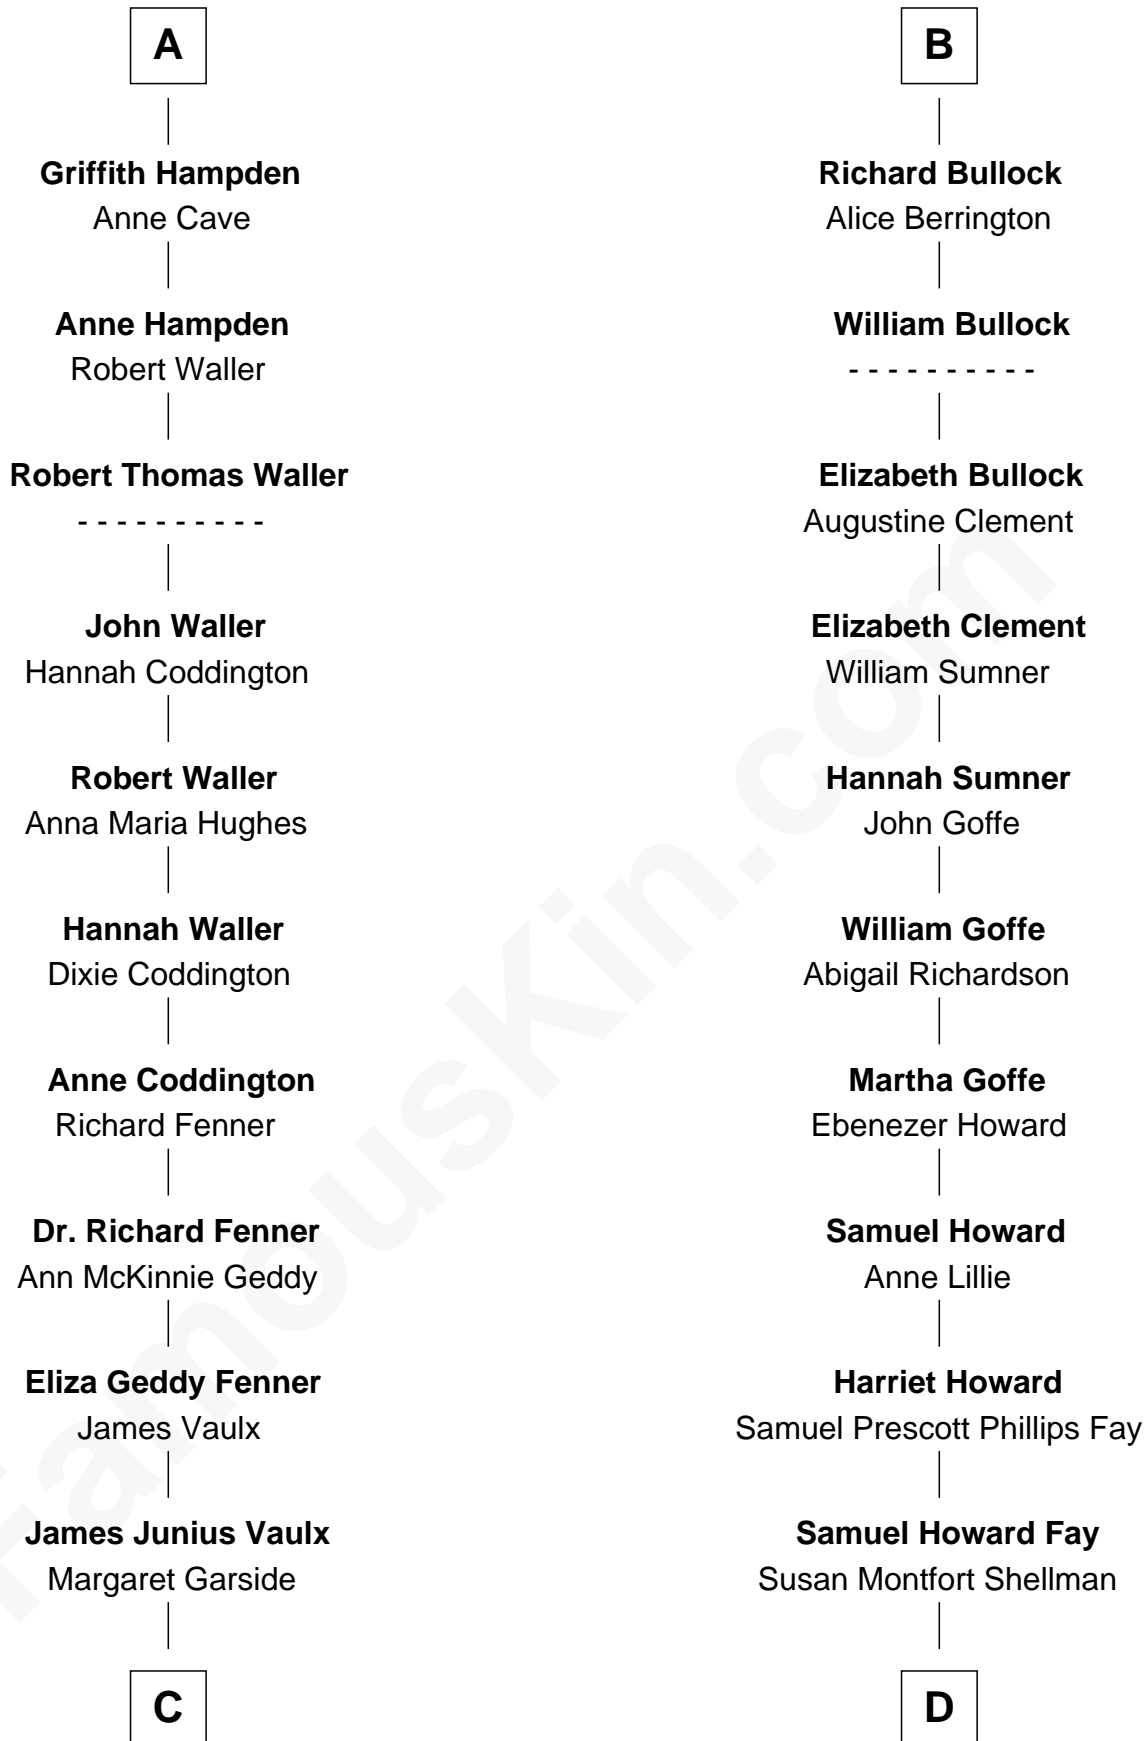 A
Griffith Hampden
Anne Cave
Anne Hampden
Robert Waller
Robert Thomas Waller
- - - - - - - - - -
John Waller
Hannah Coddington
Robert Waller
Anna Maria Hughes
Hannah Waller
Dixie Coddington
Anne Coddington
Richard Fenner
Dr. Richard Fenner
Ann McKinnie Geddy
Eliza Geddy Fenner
James Vaulx
James Junius Vaulx
Margaret Garside
C
B
Richard Bullock
Alice Berrington
William Bullock
- - - - - - - - - -
Elizabeth Bullock
Augustine Clement
Elizabeth Clement
William Sumner
Hannah Sumner
John Goffe
William Goffe
Abigail Richardson
Martha Goffe
Ebenezer Howard
Samuel Howard
Anne Lillie
Harriet Howard
Samuel Prescott Phillips Fay
Samuel Howard Fay
Susan Montfort Shellman
D
FamousKin.com